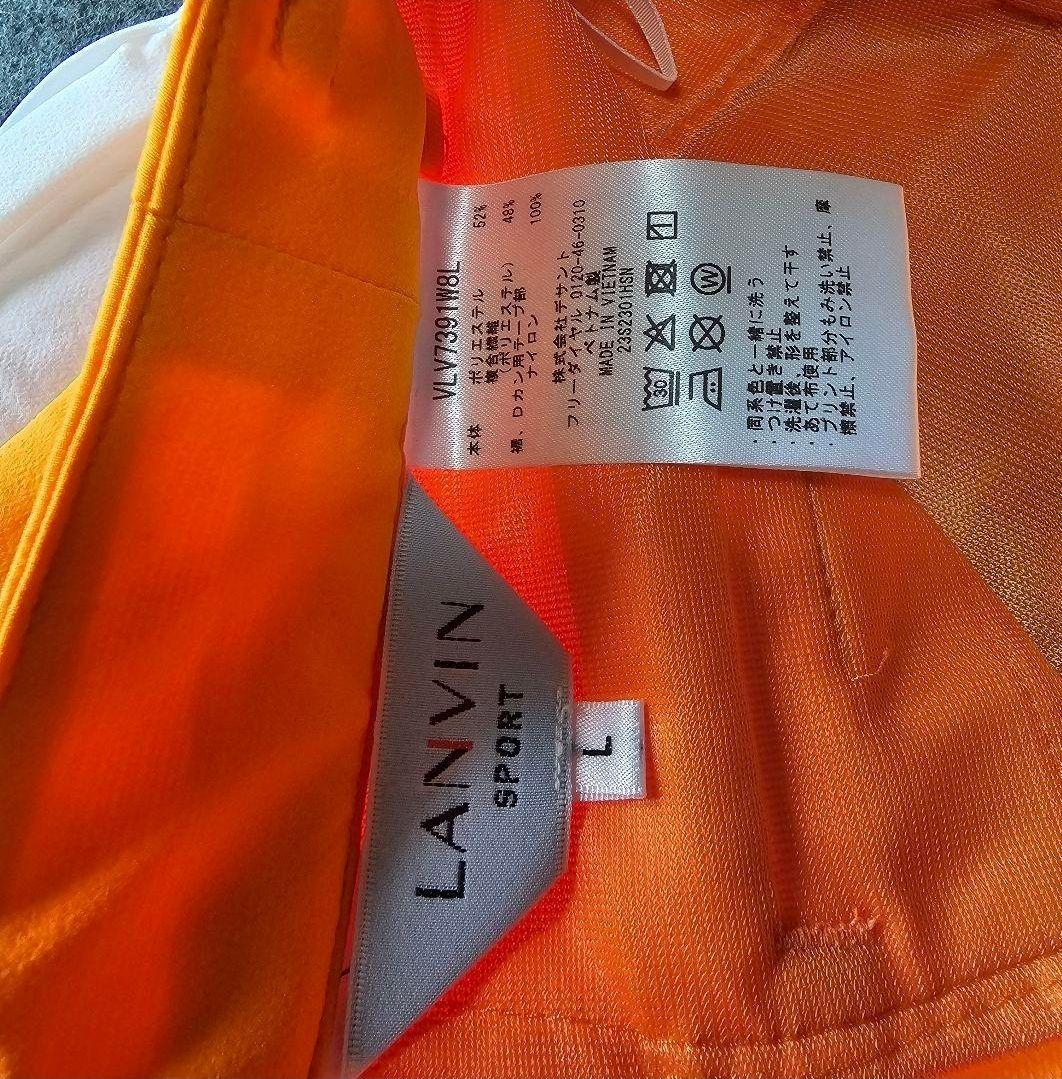 VLV7391W8L
本体 ポリエステル 52%
複合繊維
(ポリエステル) 48%
裾、ロカン用テープ部
ナイロン 100%
株式会社デサント
フリーダイヤル 0120-46-0310
ベトナム製
MADE IN VIETNAM
23S2301HSN
30
W
・同系色と一緒に洗う
・つけ置き禁止
・洗濯後、形を整えて干す
・あて布使用
・プリント部分もみ洗い禁止、摩
擦禁止、アイロン禁止
LANVIN
SPORT
L